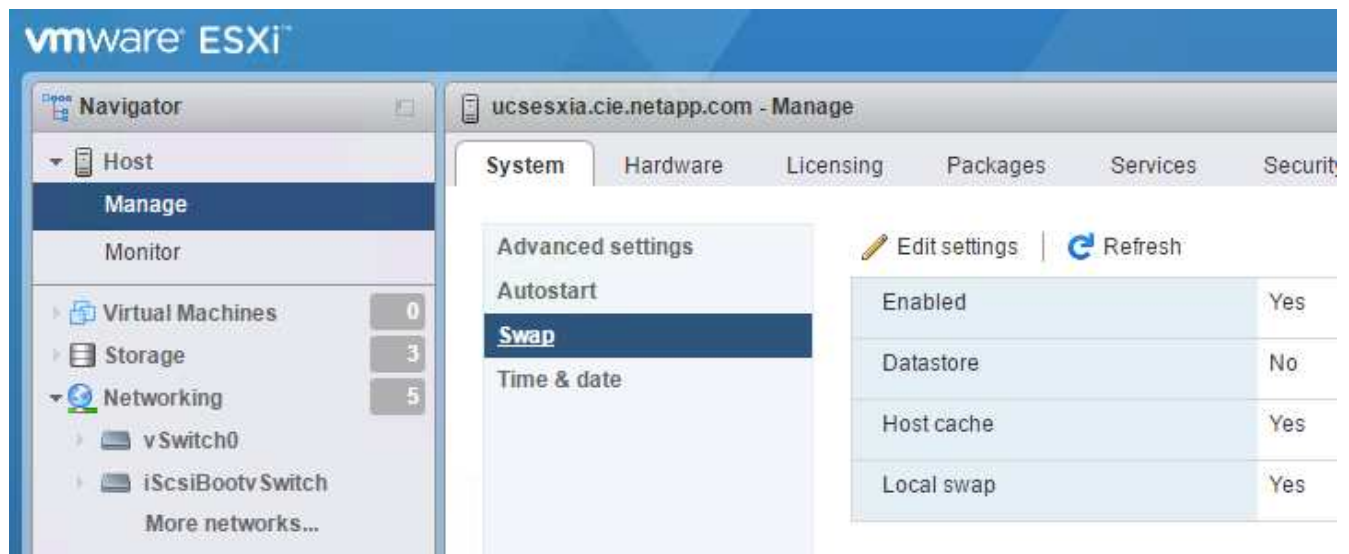 vmware ESXi™
Navigator
Host
Manage
Monitor
Virtual Machines 0
Storage 3
Networking 5
vSwitch0
iScsiBootvSwitch
More networks...
ucsesxia.cie.netapp.com - Manage
System Hardware Licensing Packages Services Security
Advanced settings
Autostart
Swap
Time & date
Edit settings | Refresh
Enabled Yes
Datastore No
Host cache Yes
Local swap Yes